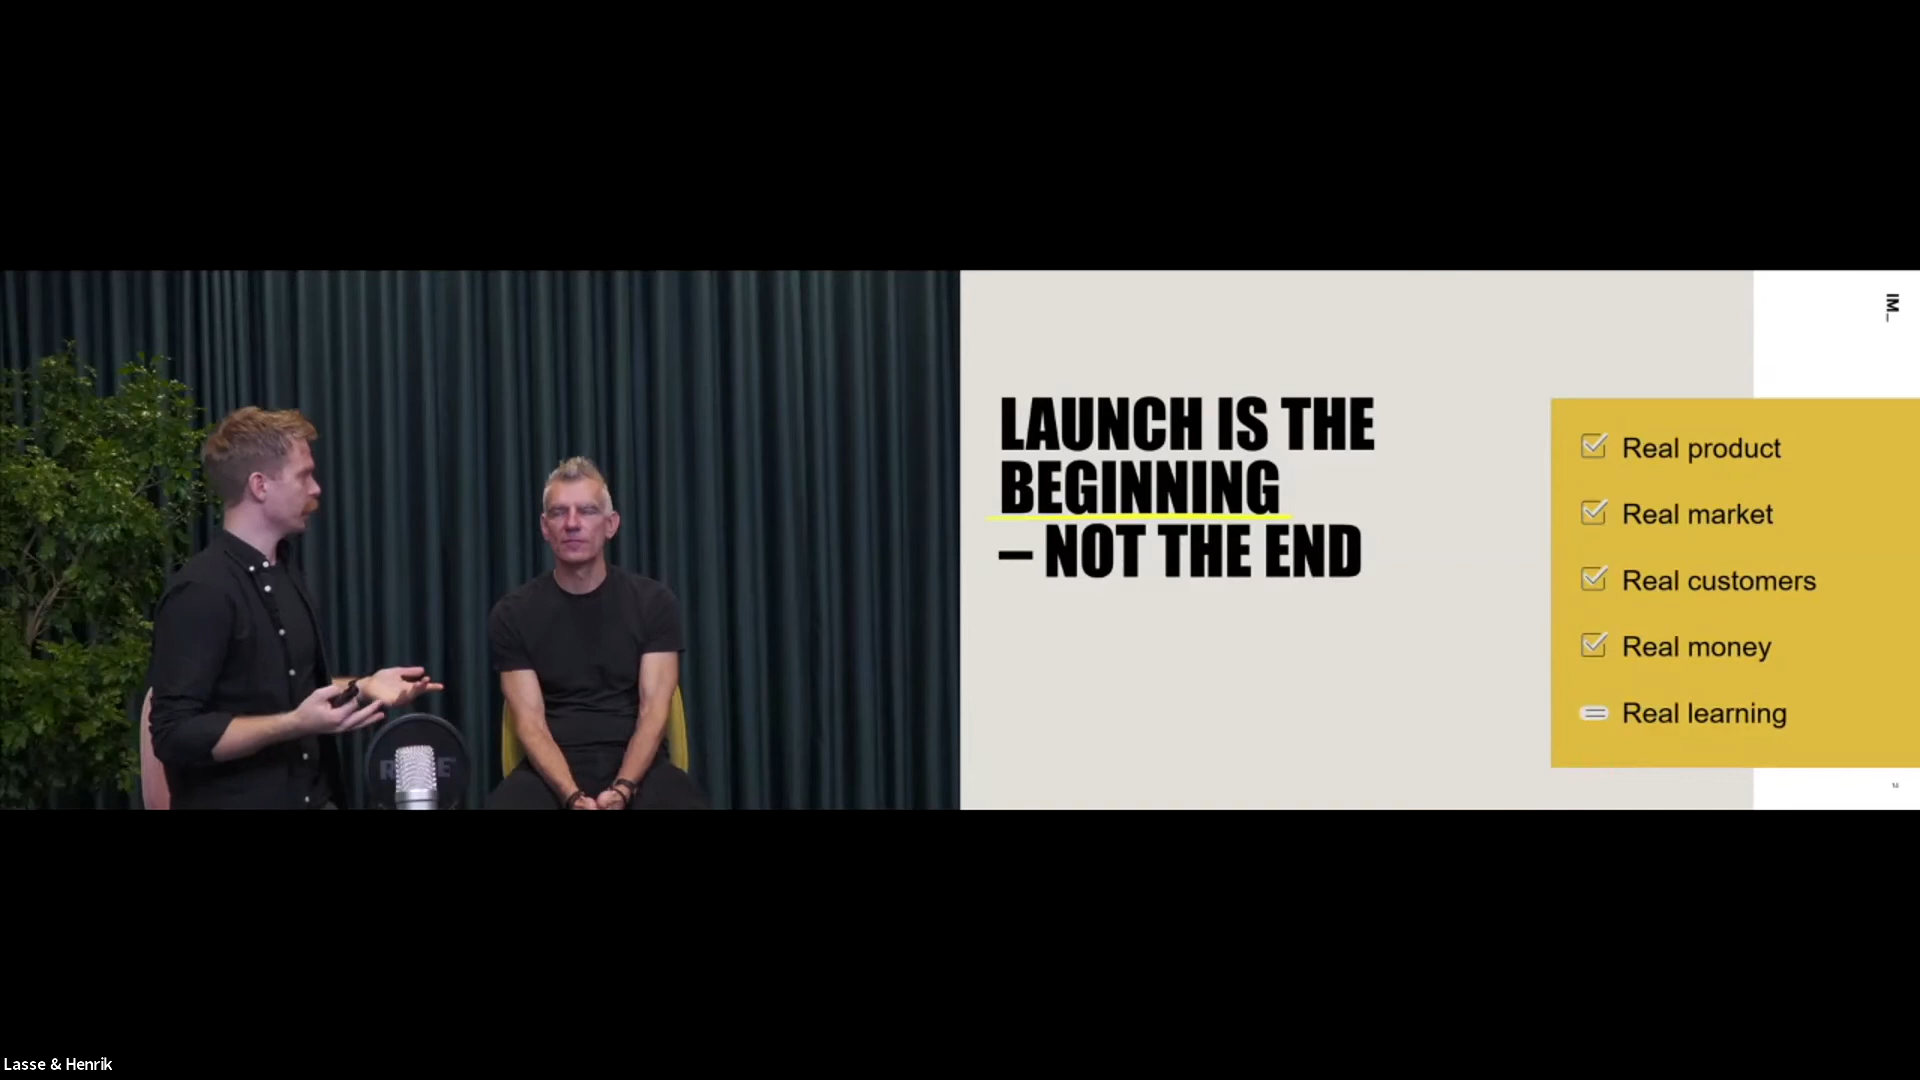 IM_
LAUNCH IS THE
BEGINNING
– NOT THE END
Real product
Real market
Real customers
Real money
Real learning
Lasse & Henrik